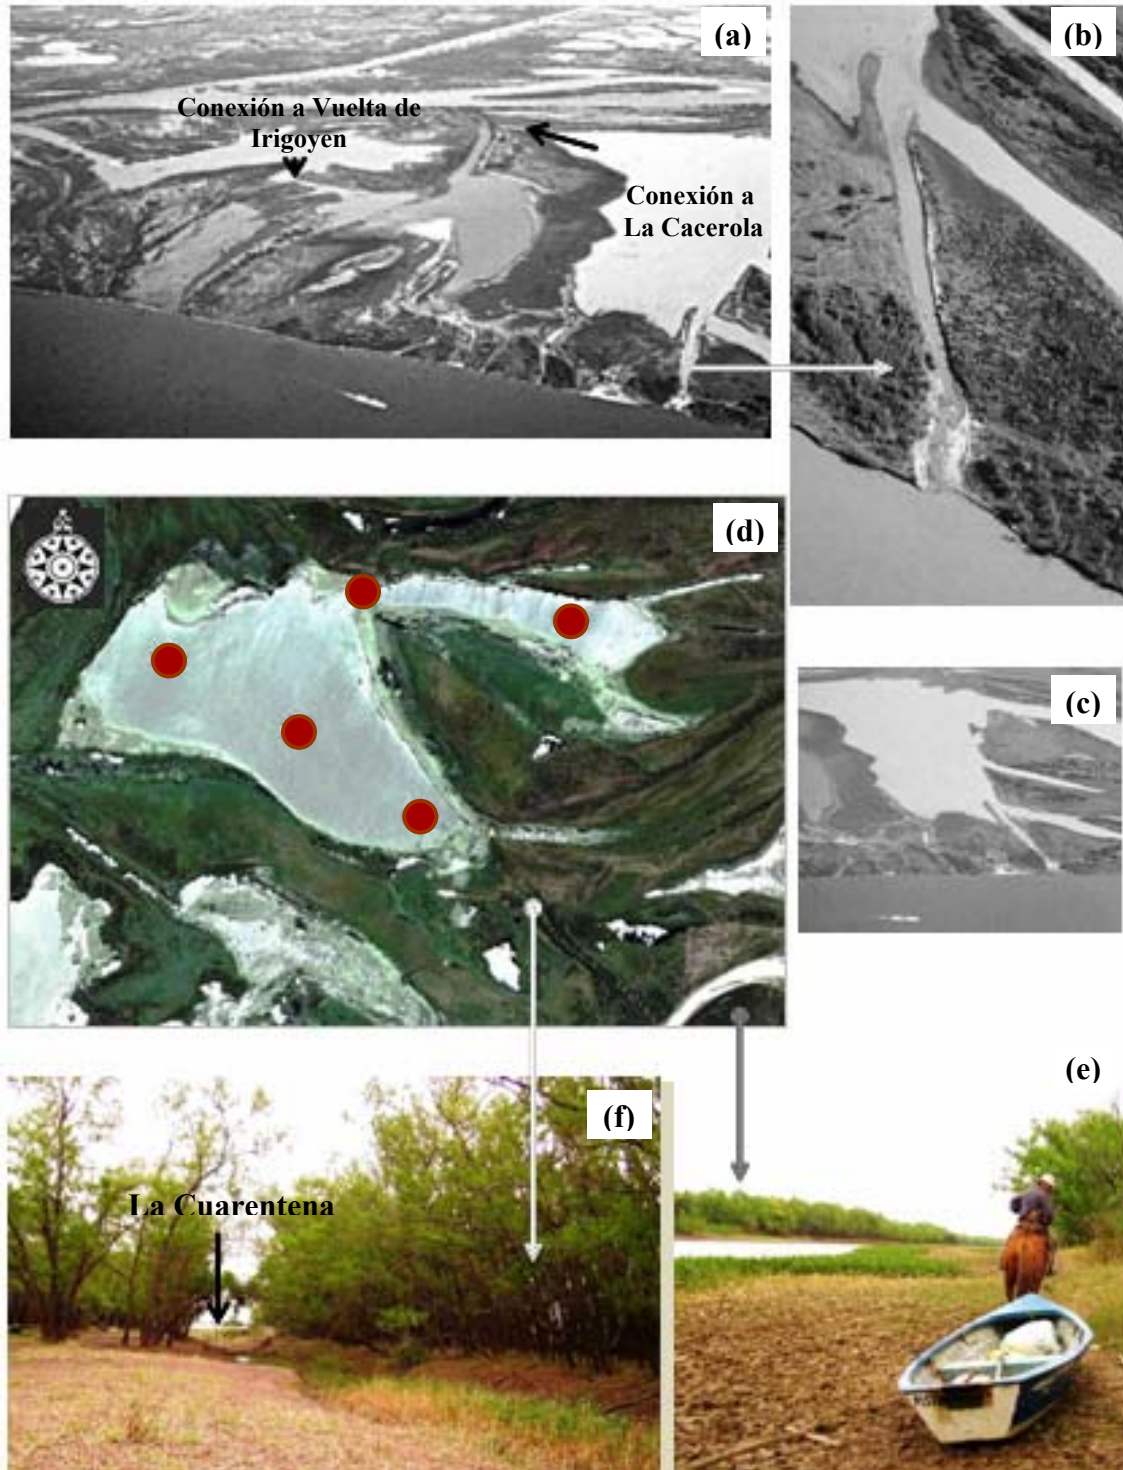 (a)
Conexión a Vuelta de
Irigoyen
Conexión a
La Cacerola
(b)
(d)
(c)
(e)
(f)
La Cuarentena